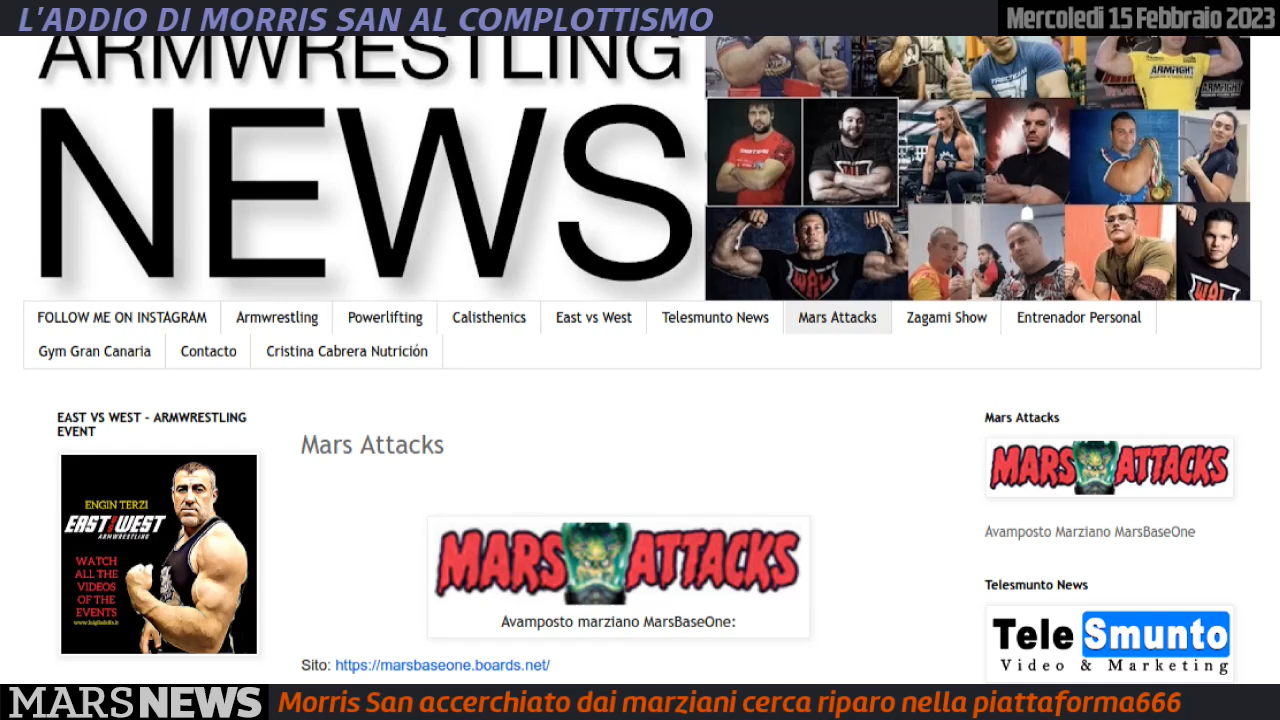 L'ADDIO DI MORRIS SAN AL COMPLOTTISMO
Mercoledi 15 Febbraio 2023
ARMWRESTLING
NEWS
FOLLOW ME ON INSTAGRAM
Armwrestling
Powerlifting
Calisthenics
East vs West
Telesmunto News
Mars Attacks
Zagami Show
Entrenador Personal
Gym Gran Canaria
Contacto
Cristina Cabrera Nutrición
EAST VS WEST - ARMWRESTLING
EVENT
ENGIN TERZI
EAST WEST
ARMWRESTLING
WATCH
ALL THE
VIDEOS
OF THE
EVENTS
Mars Attacks
MARS ATTACKS
Avamposto marziano MarsBaseOne:
Sito: https://marsbaseone.boards.net/
Mars Attacks
MARS ATTACKS
Avamposto Marziano MarsBaseOne
Telesmunto News
Tele Smunto
Video & Marketing
ARMFIGHT
WAL
WAL
MARSNEWS
Morris San accerchiato dai marziani cerca riparo nella piattaforma666